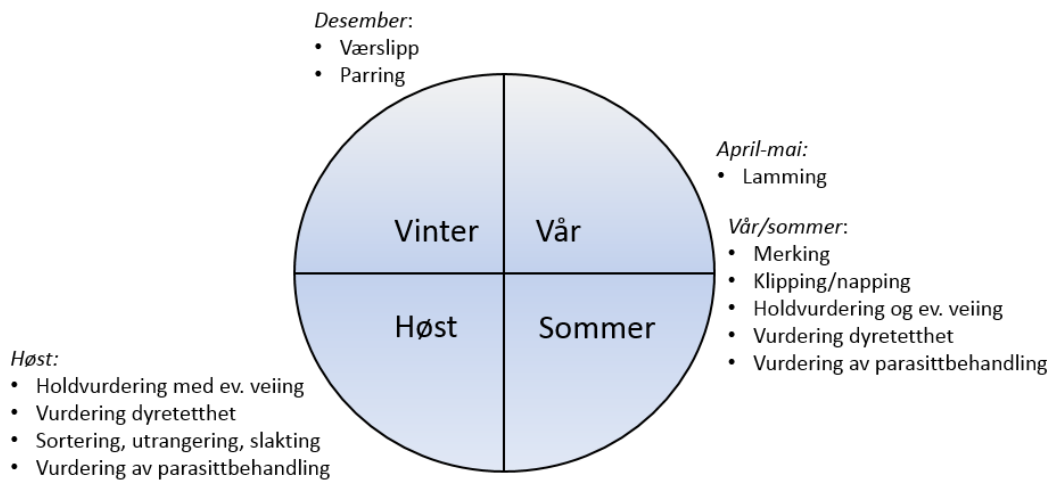 Desember:
• Værslipp
• Parring
April-mai:
• Lamming
Vinter
Vår
Vår/sommer:
• Merking
• Klipping/napping
• Holdvurdering og ev. veiing
• Vurdering dyretetthet
• Vurdering av parasittbehandling
Høst
Sommer
Høst:
• Holdvurdering med ev. veiing
• Vurdering dyretetthet
• Sortering, utrangering, slakting
• Vurdering av parasittbehandling